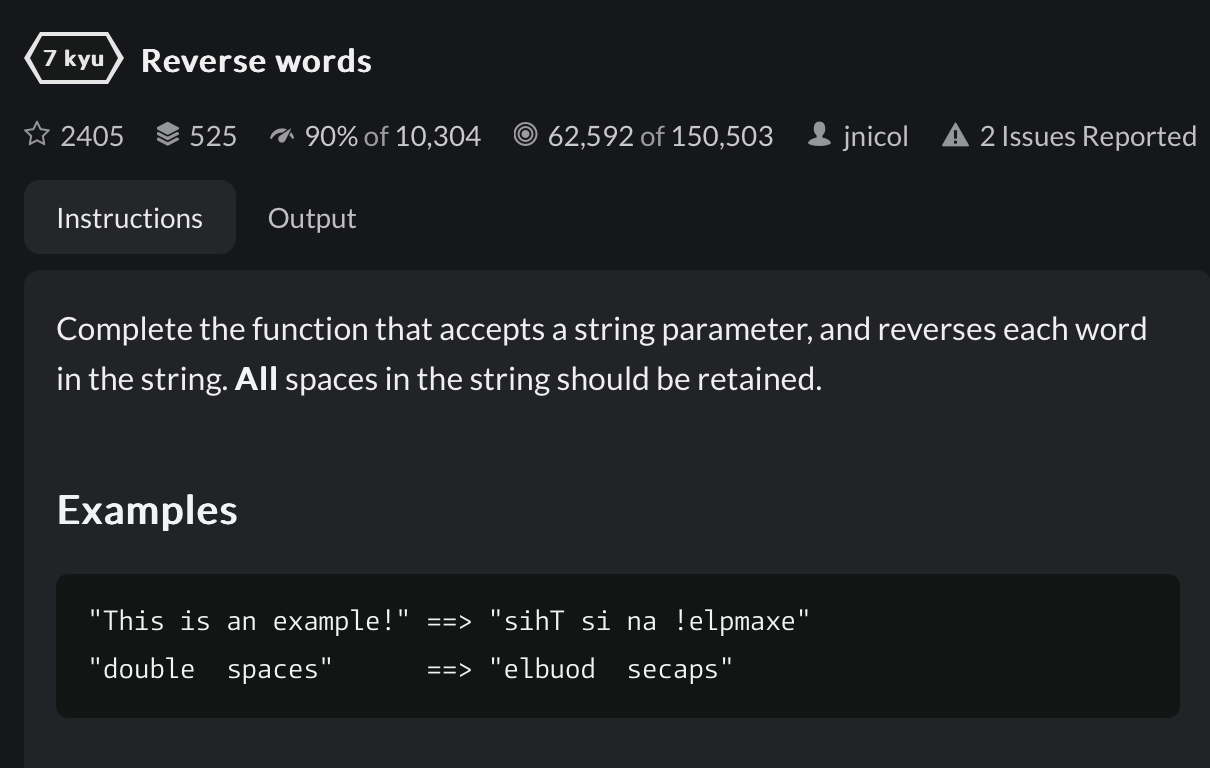 7 kyu Reverse words
2405 525 90% of 10,304 62,592 of 150,503 jnicol 2 Issues Reported
Instructions Output
Complete the function that accepts a string parameter, and reverses each word
in the string. All spaces in the string should be retained.
Examples
"This is an example!" ==> "sihT si na !elpmaxe"
"double  spaces"      ==> "elbuod  secaps"